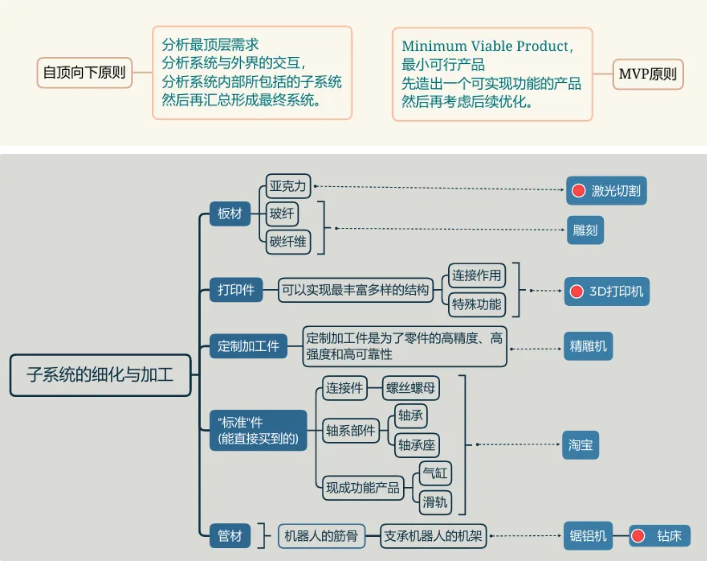 自顶向下原则
分析最顶层需求
分析系统与外界的交互，
分析系统内部所包括的子系统
然后再汇总形成最终系统。
Minimum Viable Product，
最小可行产品
先造出一个可实现功能的产品
然后再考虑后续优化。
MVP原则
子系统的细化与加工
板材
亚克力
玻纤
碳纤维
激光切割
雕刻
打印件
可以实现最丰富多样的结构
连接作用
特殊功能
3D打印机
定制加工件
定制加工件是为了零件的高精度、高
强度和高可靠性
精雕机
"标准"件
(能直接买到的)
连接件
螺丝螺母
轴系部件
轴承
轴承座
现成功能产品
气缸
滑轨
淘宝
管材
机器人的筋骨
支承机器人的机架
锯铝机
钻床